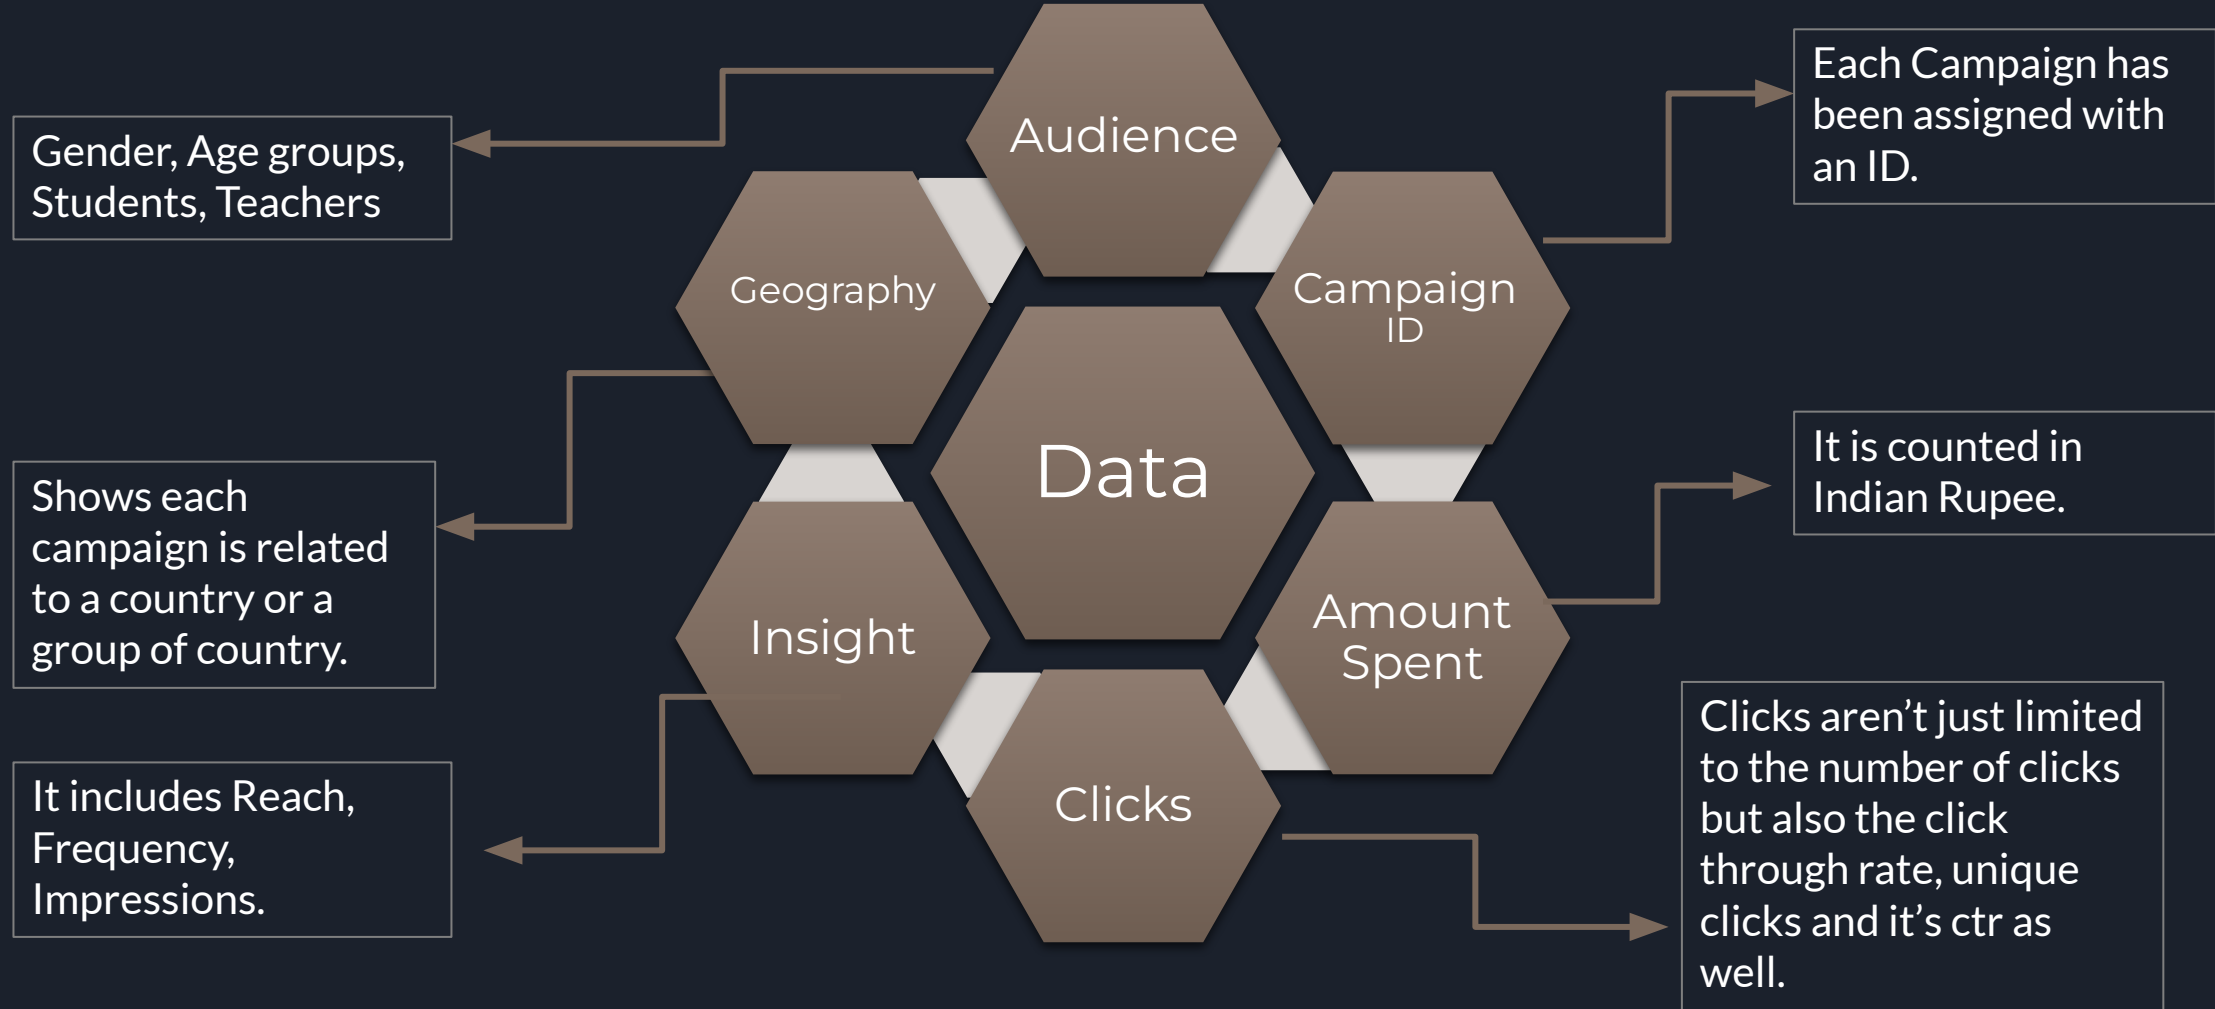 Audience
Each Campaign has
been assigned with
an ID.
Gender, Age groups,
Students, Teachers
Geography
Campaign
ID
Data
It is counted in
Indian Rupee.
Shows each
campaign is related
to a country or a
group of country.
Insight
Amount
Spent
Clicks
Clicks aren’t just limited
to the number of clicks
but also the click
through rate, unique
clicks and it’s ctr as
well.
It includes Reach,
Frequency,
Impressions.